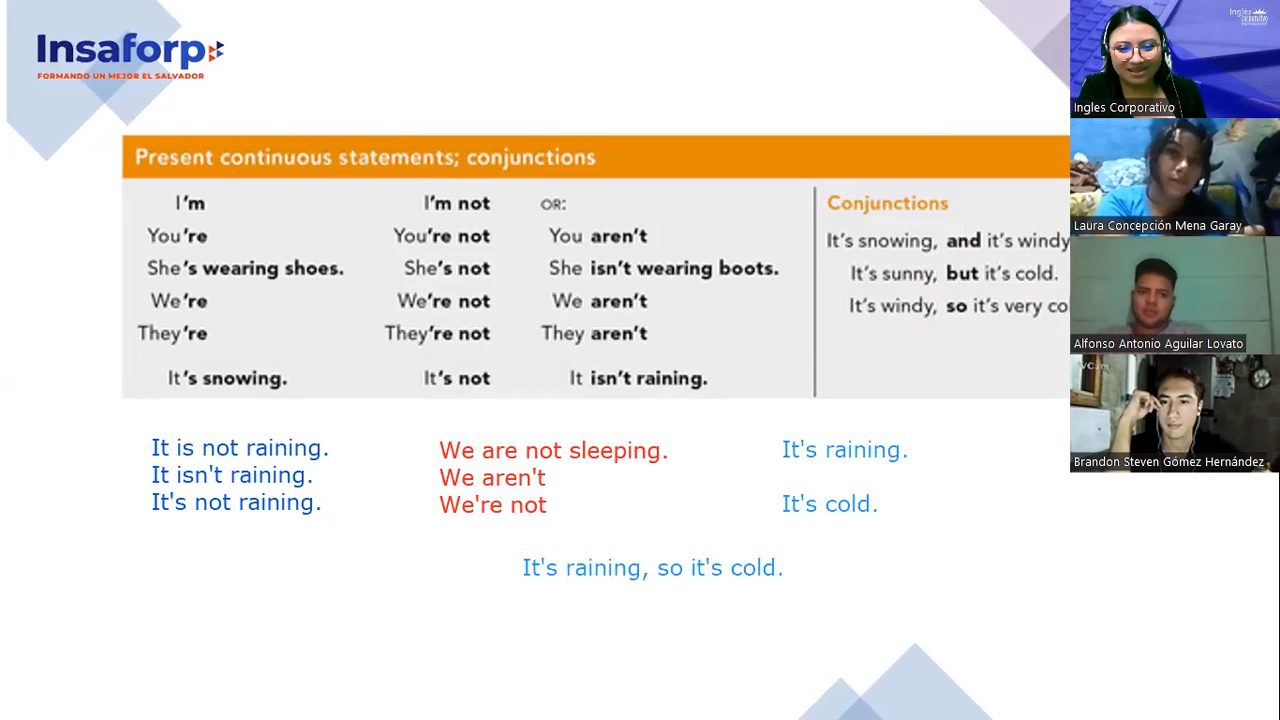 Insaforp
FORMANDO UN MEJOR EL SALVADOR
Present continuous statements; conjunctions
I'm I'm not OR:
You're You're not You aren't
She's wearing shoes. She's not She isn't wearing boots.
We're We're not We aren't
They're They're not They aren't
It's snowing. It's not It isn't raining.
Conjunctions
It's snowing, and it's windy
It's sunny, but it's cold.
It's windy, so it's very co
It is not raining.
It isn't raining.
It's not raining.
We are not sleeping.
We aren't
We're not
It's raining.
It's cold.
It's raining, so it's cold.
Ingles Corporativo
Laura Concepción Mena Garay
Alfonso Antonio Aguilar Lovato
Brandon Steven Gómez Hernández